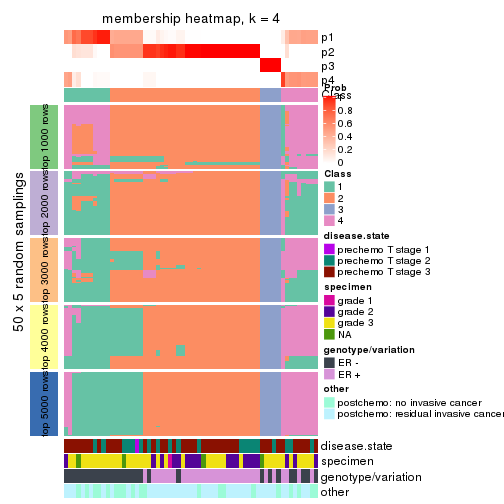 membership heatmap, k = 4
p1
p2
p3
p4
Class
50 x 5 random samplings
top 1000 rows
top 2000 rows
top 3000 rows
top 4000 rows
top 5000 rows
disease.state
specimen
genotype/variation
other
Prob
1
0.8
0.6
0.4
0.2
0
Class
1
2
3
4
disease.state
prechemo T stage 1
prechemo T stage 2
prechemo T stage 3
specimen
grade 1
grade 2
grade 3
NA
genotype/variation
ER -
ER +
other
postchemo: no invasive cancer
postchemo: residual invasive cancer